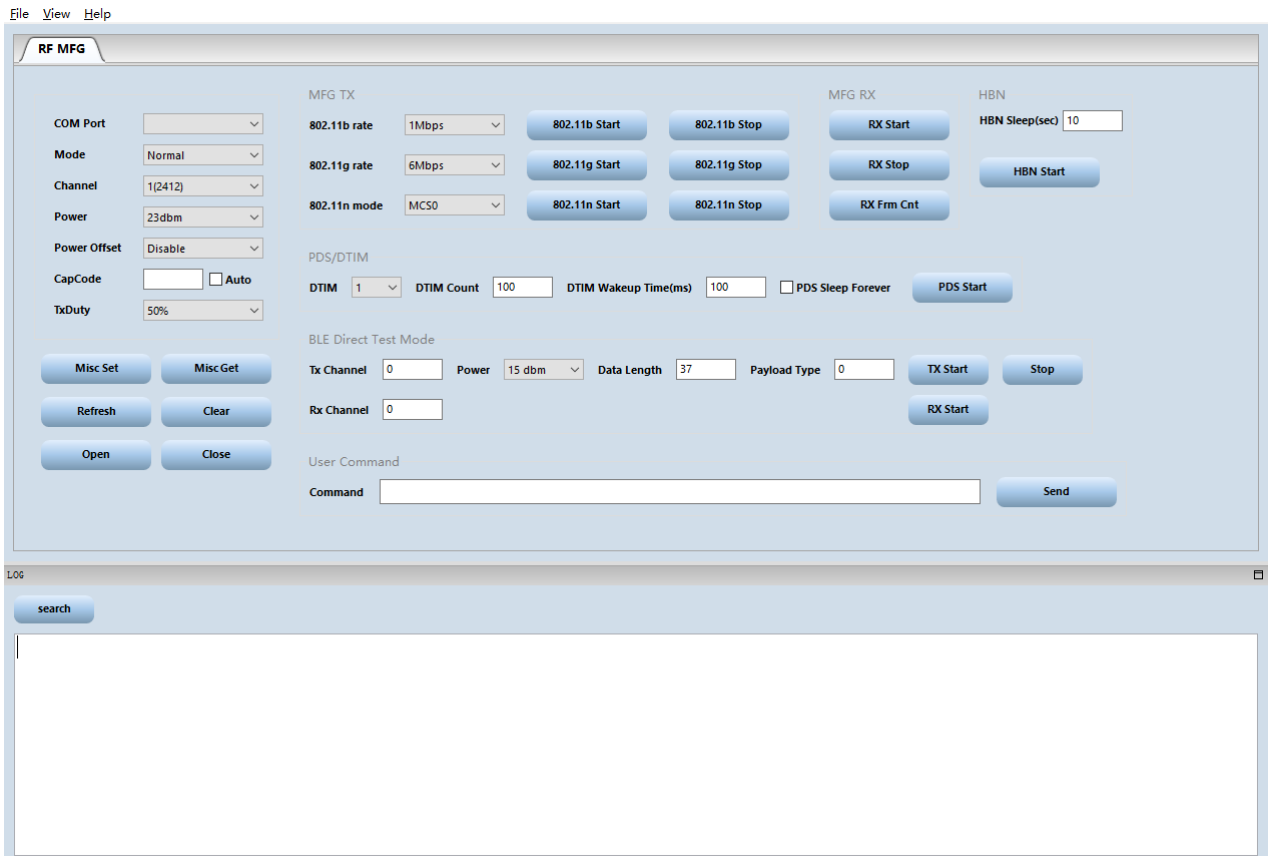 File View Help
RF MFG
MFG TX MFG RX HBN
COM Port 802.11b rate 1Mbps 802.11b Start 802.11b Stop RX Start HBN Sleep(sec) 10
Mode Normal 802.11g rate 6Mbps 802.11g Start 802.11g Stop RX Stop HBN Start
Channel 1(2412)
Power 23dbm 802.11n mode MCS0 802.11n Start 802.11n Stop RX Frm Cnt
Power Offset Disable
PDS/DTIM
CapCode Auto DTIM 1 DTIM Count 100 DTIM Wakeup Time(ms) 100 PDS Sleep Forever PDS Start
TxDuty 50%
BLE Direct Test Mode
Misc Set Misc Get Tx Channel 0 Power 15 dbm Data Length 37 Payload Type 0 TX Start Stop
Refresh Clear Rx Channel 0 RX Start
Open Close User Command
Command Send
LOG
search